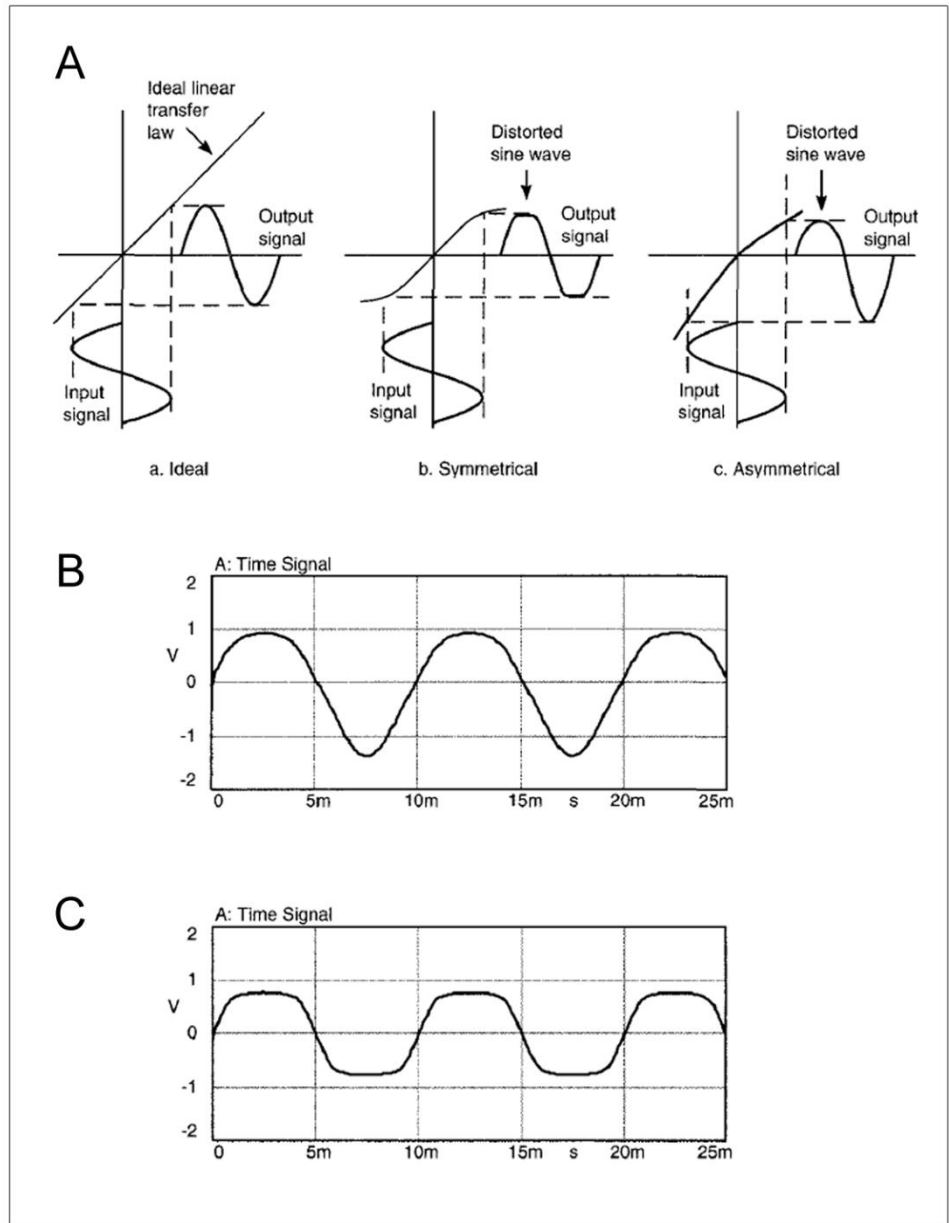 A
Ideal linear
transfer
law
Output
signal
Input
signal
a. Ideal
Distorted
sine wave
Output
signal
Input
signal
b. Symmetrical
Distorted
sine wave
Output
signal
Input
signal
c. Asymmetrical
B
A: Time Signal
2
1
V
0
-1
-2
0 5m 10m 15m s 20m 25m
C
A: Time Signal
2
1
V
0
-1
-2
0 5m 10m 15m s 20m 25m